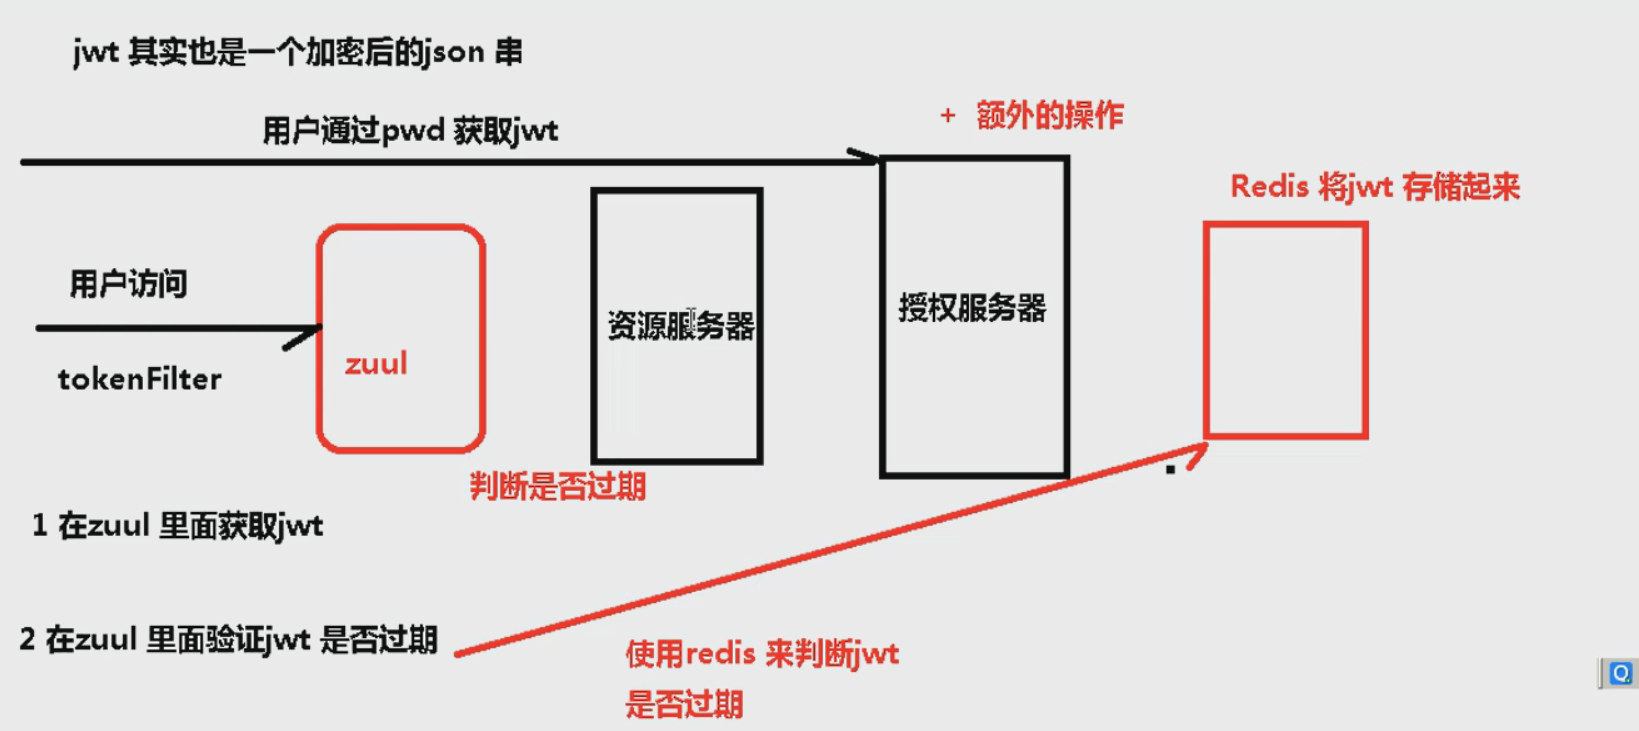 jwt 其实也是一个加密后的json 串
+ 额外的操作
用户通过pwd 获取jwt
Redis 将jwt 存储起来
用户访问
tokenFilter
zuul
资源服务器
授权服务器
判断是否过期
1 在zuul 里面获取jwt
2 在zuul 里面验证jwt 是否过期
使用redis 来判断jwt
是否过期